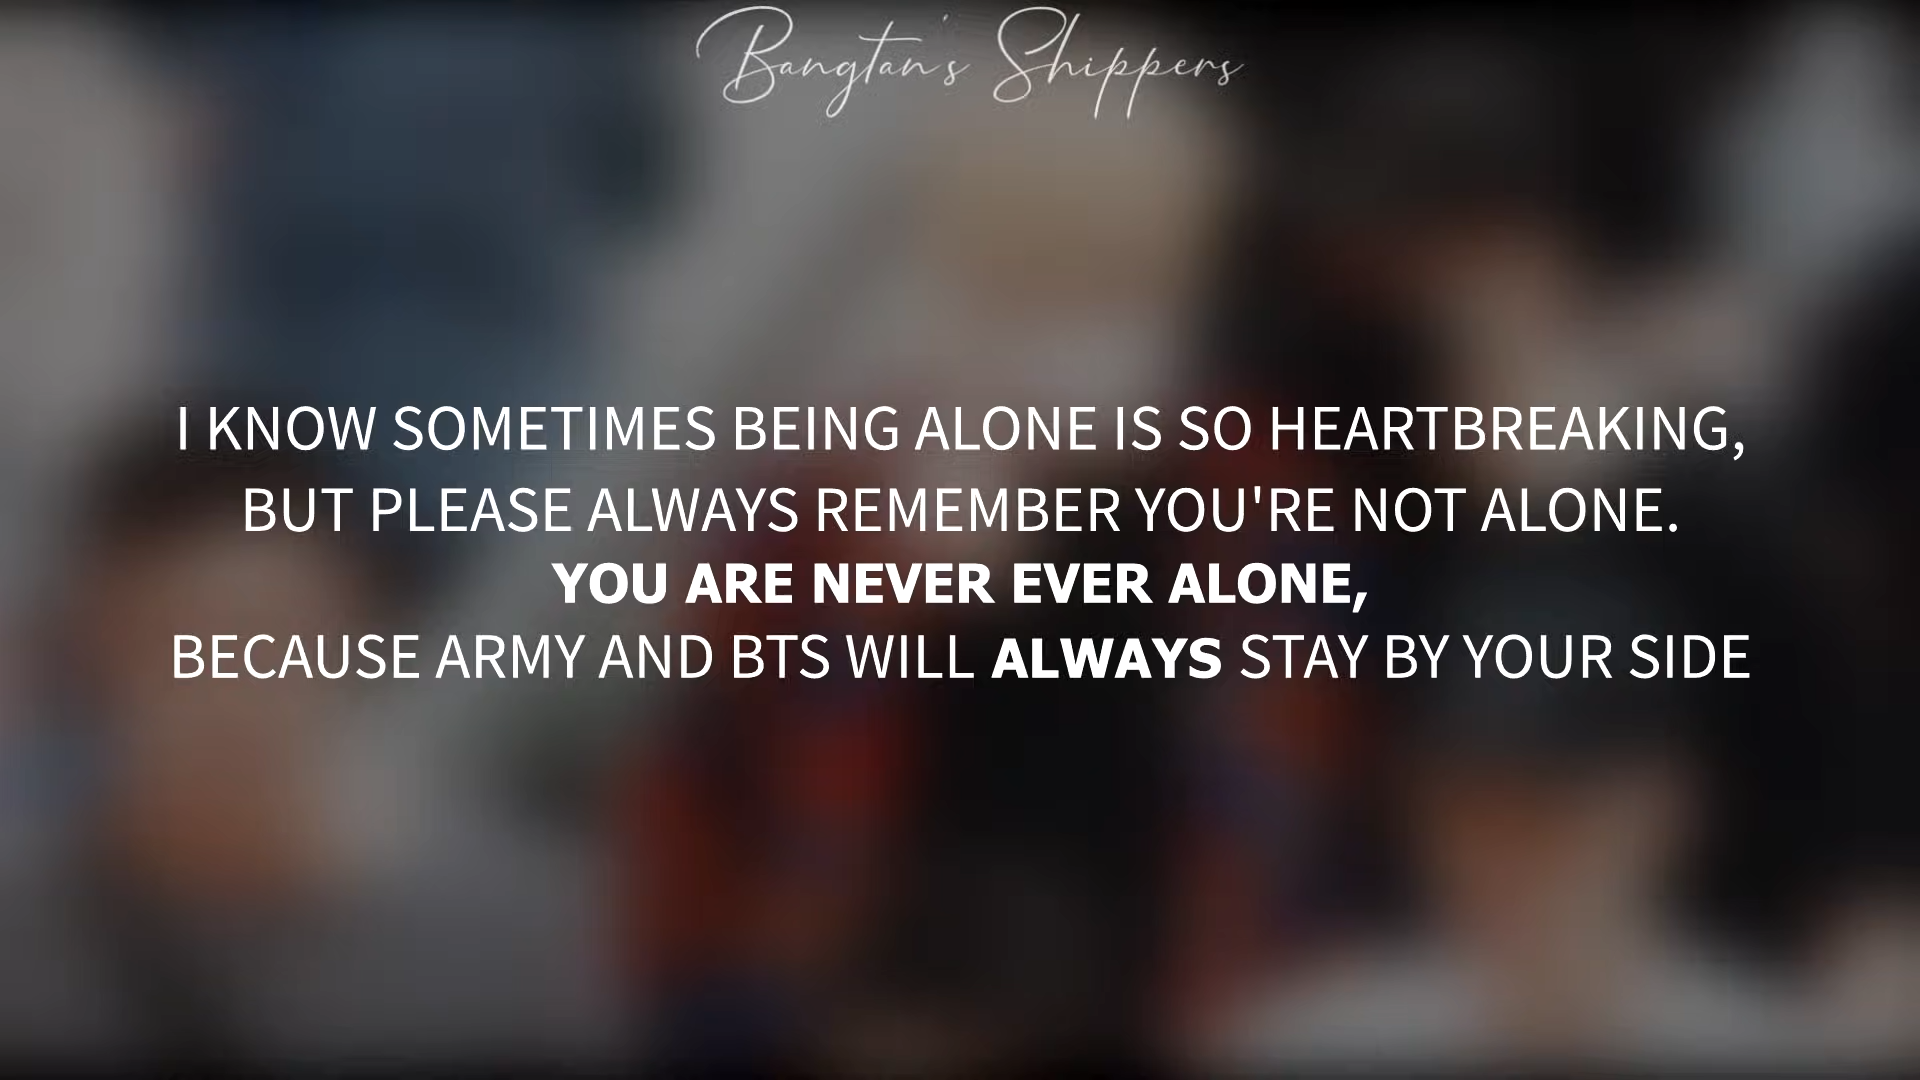 Bangtan's Shippers
I KNOW SOMETIMES BEING ALONE IS SO HEARTBREAKING,
BUT PLEASE ALWAYS REMEMBER YOU'RE NOT ALONE.
YOU ARE NEVER EVER ALONE,
BECAUSE ARMY AND BTS WILL ALWAYS STAY BY YOUR SIDE